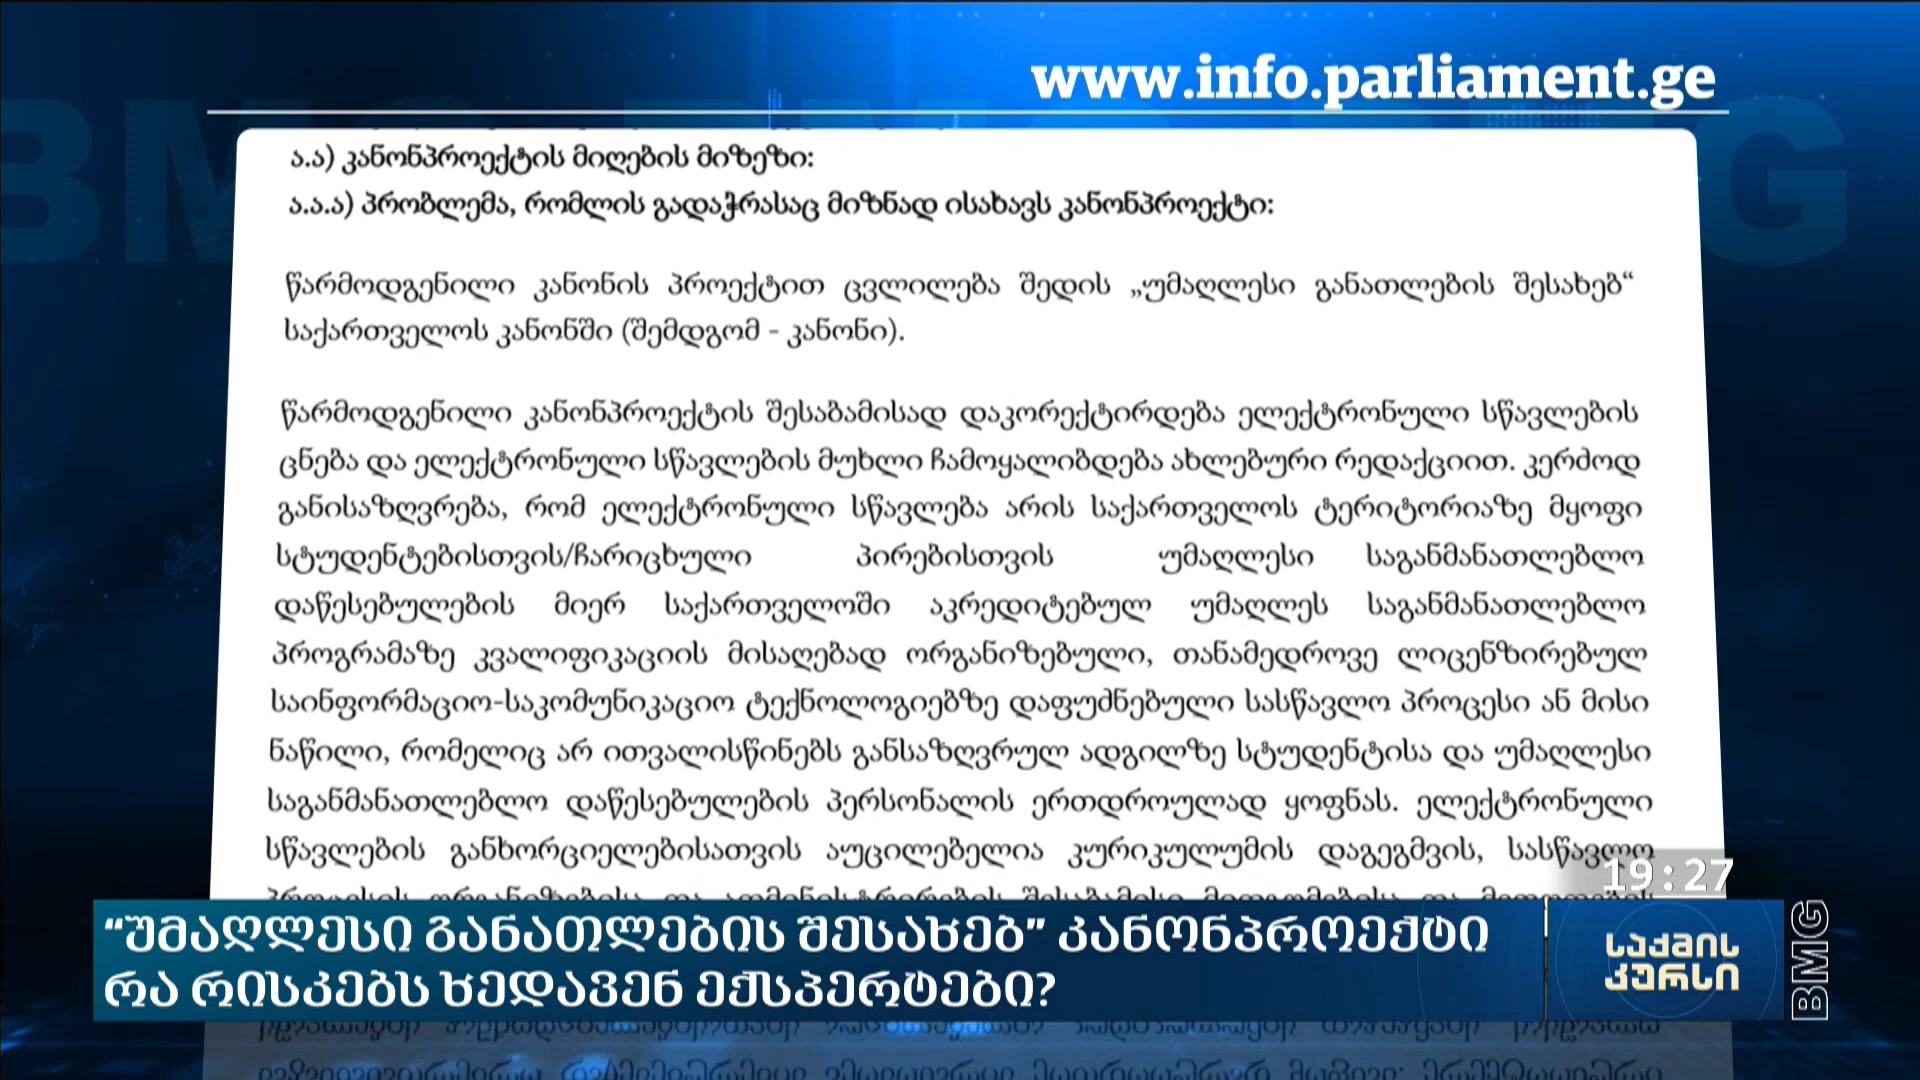 www.info.parliament.ge
ა.ა) კანონპროექტის მიღების მიზეზი:
ა.ა.ა) პრობლემა, რომლის გადაჭრასაც მიზნად ისახავს კანონპროექტი:
წარმოდგენილი კანონის პროექტით ცვლილება შედის „უმაღლესი განათლების შესახებ“
საქართველოს კანონში (შემდგომ - კანონი).
წარმოდგენილი კანონპროექტის შესაბამისად დაკორექტირდება ელექტრონული სწავლების
ცნება და ელექტრონული სწავლების მუხლი ჩამოყალიბდება ახლებური რედაქციით. კერძოდ
განისაზღვრება, რომ ელექტრონული სწავლება არის საქართველოს ტერიტორიაზე მყოფი
სტუდენტებისთვის/ჩარიცხული პირებისთვის უმაღლესი საგანმანათლებლო
დაწესებულების მიერ საქართველოში აკრედიტებულ უმაღლეს საგანმანათლებლო
პროგრამაზე კვალიფიკაციის მისაღებად ორგანიზებული, თანამედროვე ლიცენზირებულ
საინფორმაციო-საკომუნიკაციო ტექნოლოგიებზე დაფუძნებული სასწავლო პროცესი ან მისი
ნაწილი, რომელიც არ ითვალისწინებს განსაზღვრულ ადგილზე სტუდენტისა და უმაღლესი
საგანმანათლებლო დაწესებულების პერსონალის ერთდროულად ყოფნას. ელექტრონული
სწავლების განხორციელებისათვის აუცილებელია კურიკულუმის დაგეგმვის, სასწავლო
19:27
“უმაღლესი განათლების შესახებ” კანონპროექტი
რა რისკებს ხედავენ ექსპერტები?
საქმის
კურსი
BMG